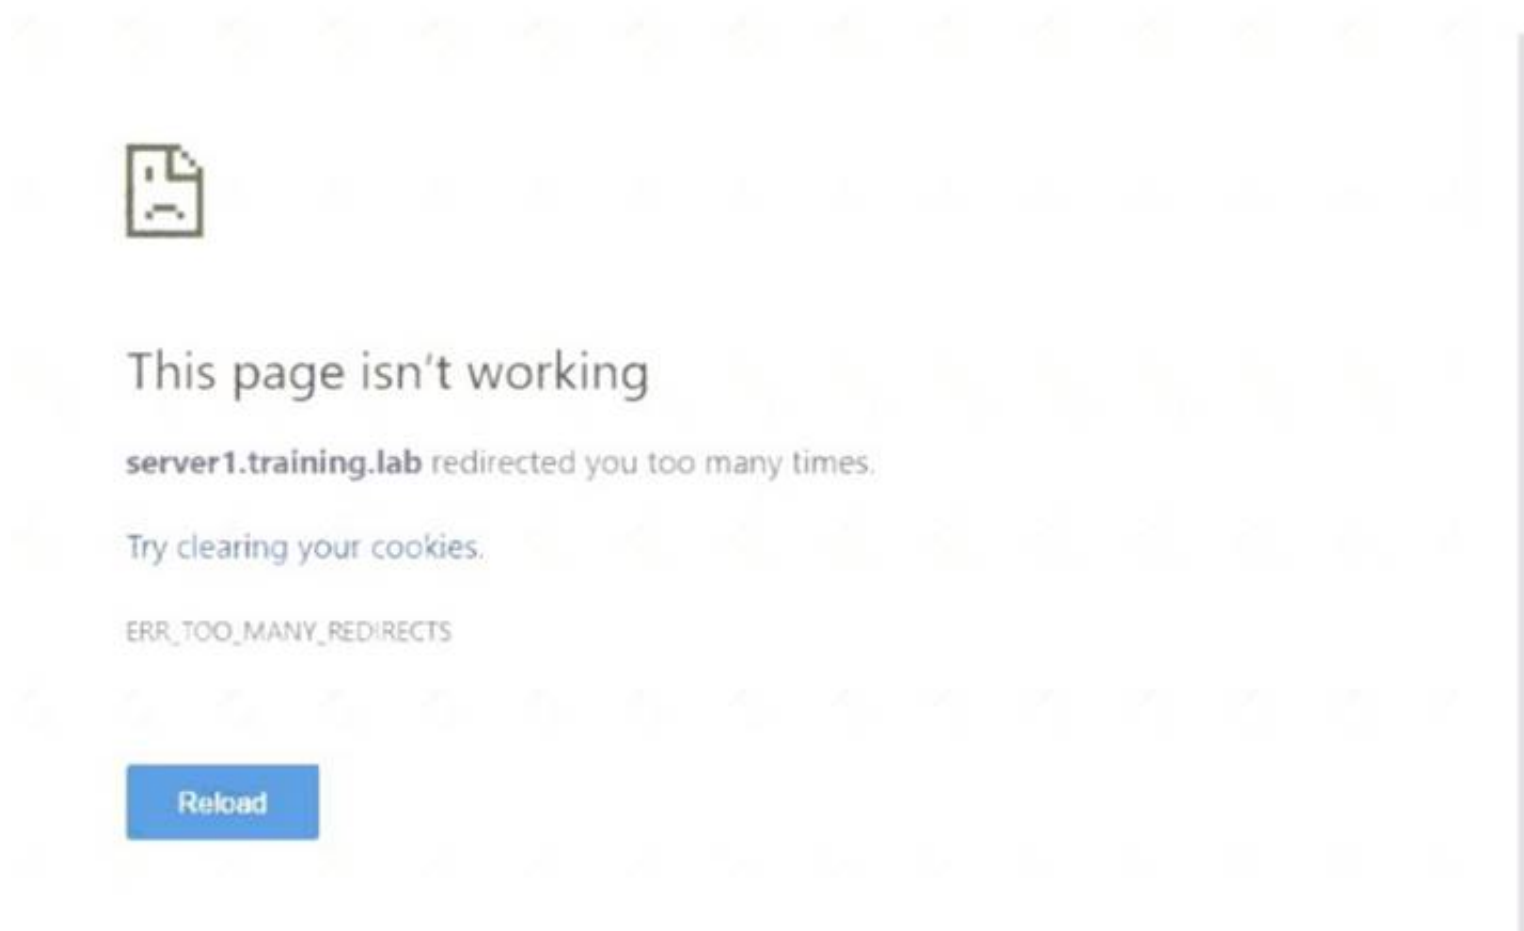 This page isn't working
server1.training.lab redirected you too many times.
Try clearing your cookies.
ERR_TOO_MANY_REDIRECTS
Reload